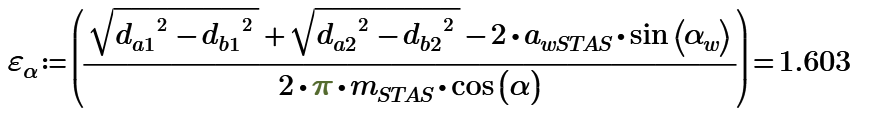 ε_α := ( (√(d_a1² − d_b1²) + √(d_a2² − d_b2²) − 2 • a_wSTAS • sin(α_w)) / (2 • π • m_STAS • cos(α)) ) = 1.603